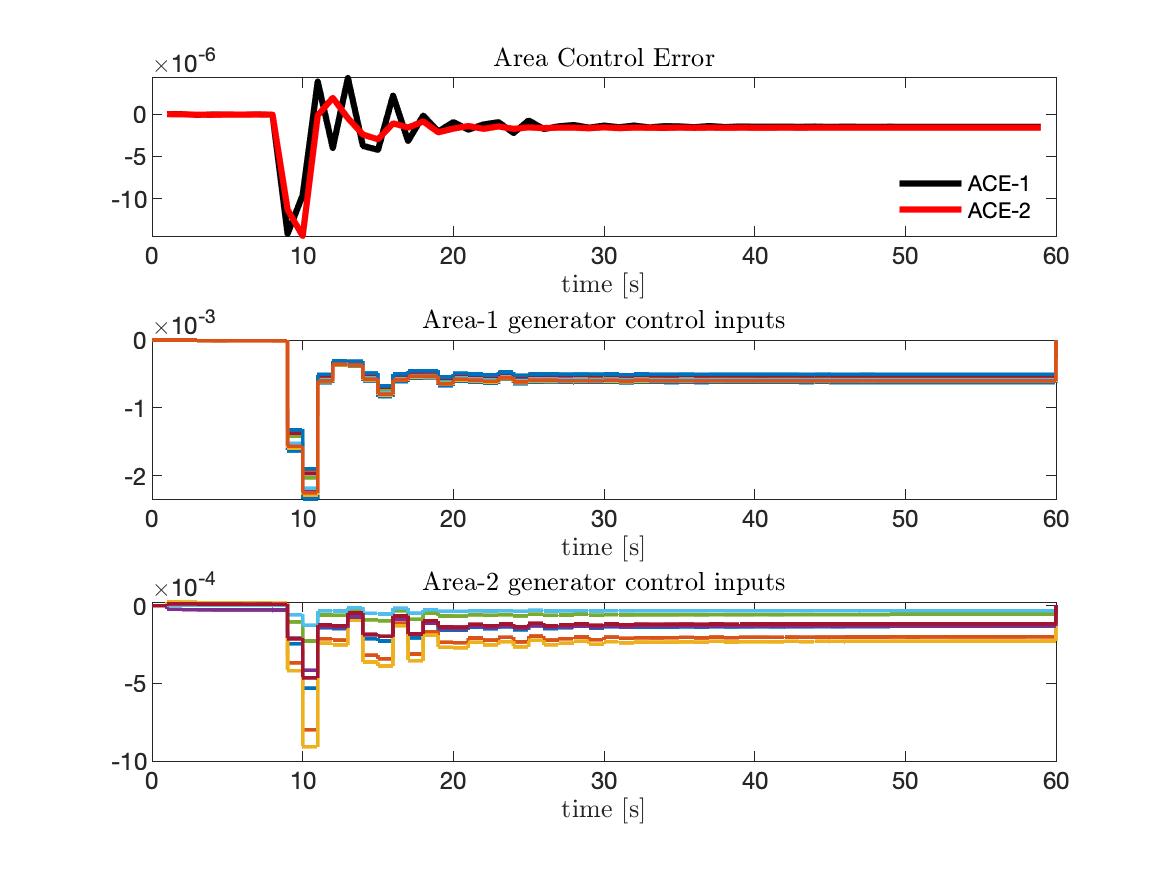 ×10-6
Area Control Error
0
-5
-10
ACE-1
ACE-2
0 10 20 30 40 50 60
time [s]
×10-3
Area-1 generator control inputs
0
-1
-2
0 10 20 30 40 50 60
time [s]
×10-4
Area-2 generator control inputs
0
-5
-10
0 10 20 30 40 50 60
time [s]